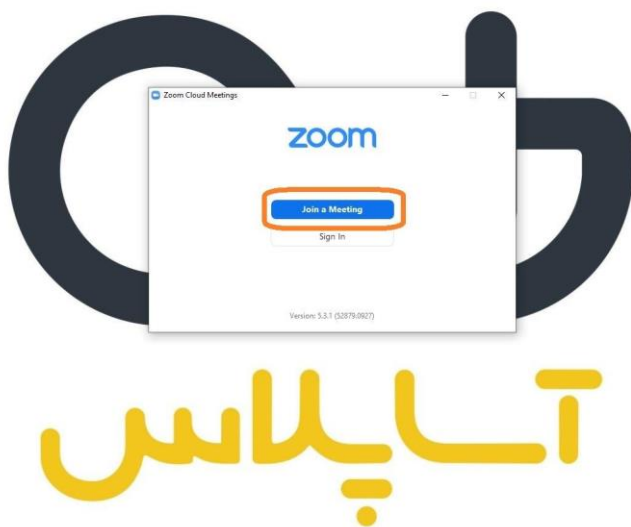 Zoom Cloud Meetings
zoom
Join a Meeting
Sign In
Version: 5.3.1 (52879.0927)
آساپلاس